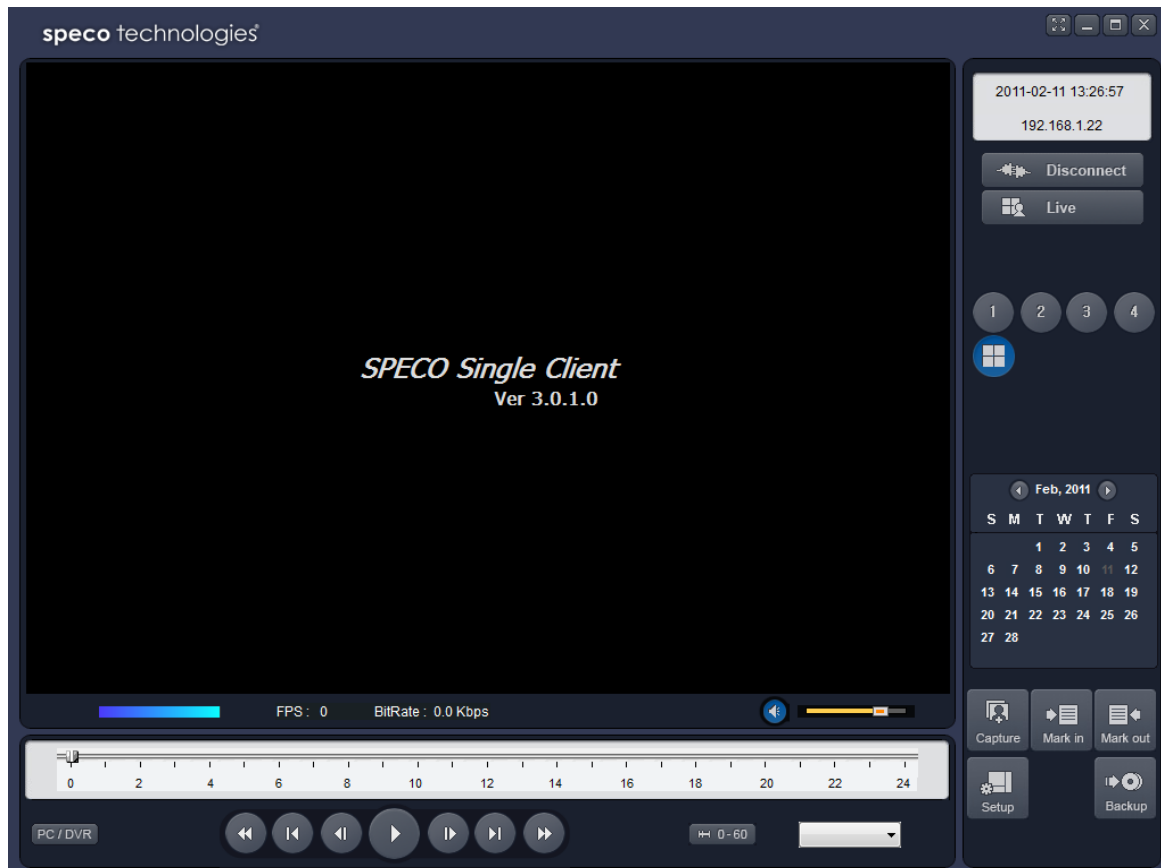 speco technologies®
2011-02-11 13:26:57
192.168.1.22
Disconnect
Live
1 2 3 4
SPECO Single Client
Ver 3.0.1.0
Feb, 2011
S M T W T F S
1 2 3 4 5
6 7 8 9 10 11 12
13 14 15 16 17 18 19
20 21 22 23 24 25 26
27 28
FPS : 0 BitRate : 0.0 Kbps
Capture Mark in Mark out
0 2 4 6 8 10 12 14 16 18 20 22 24
Setup Backup
PC / DVR
0 - 60